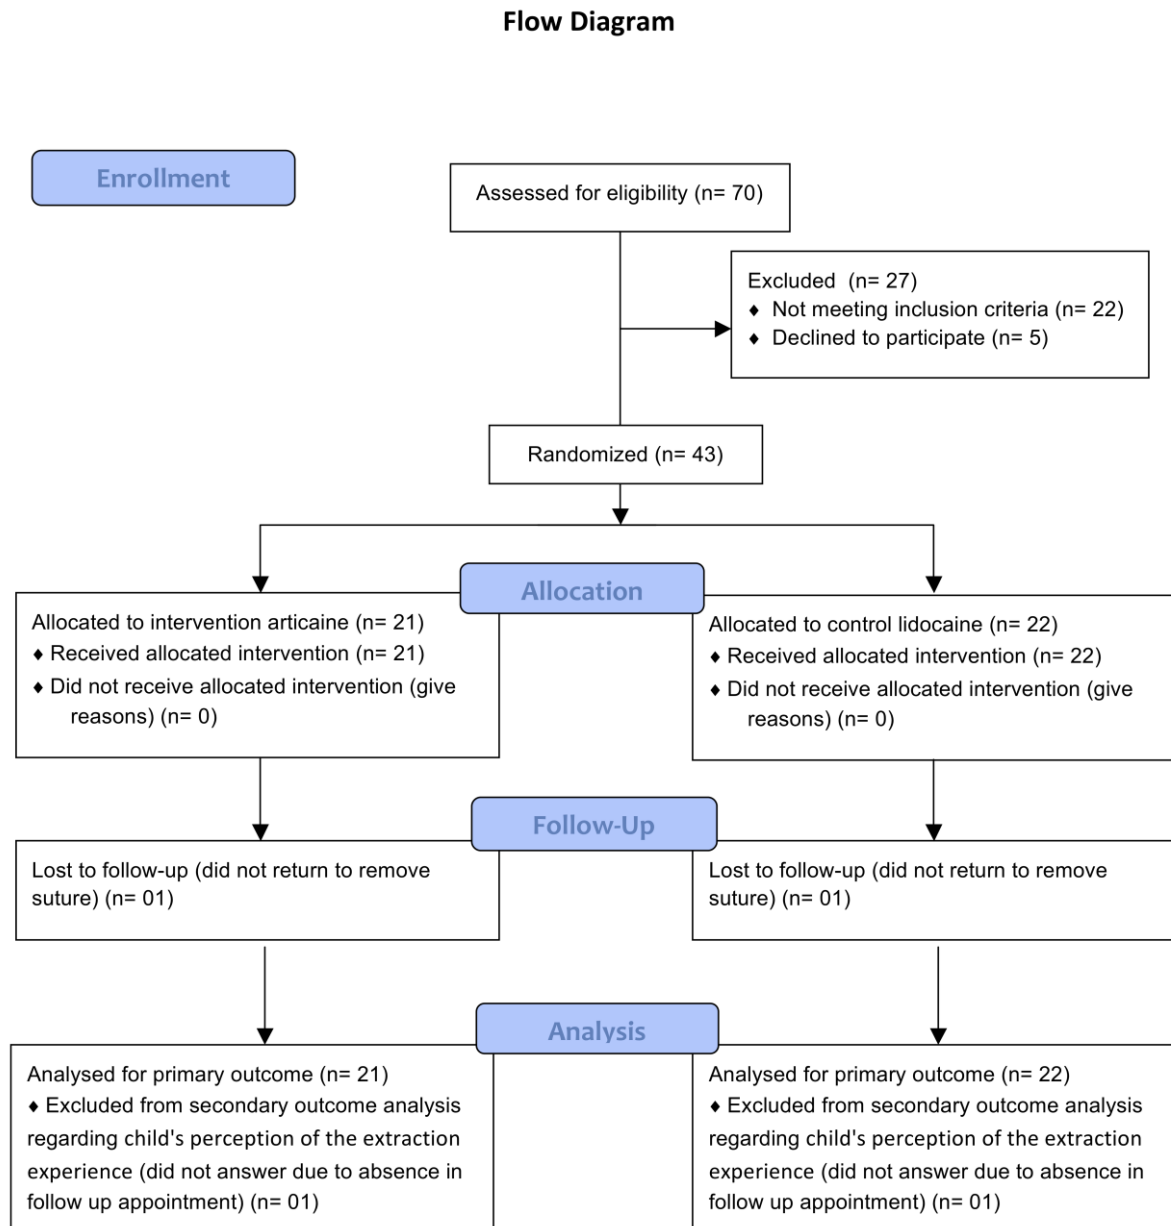 Flow Diagram
Enrollment
Assessed for eligibility (n= 70)
Excluded  (n= 27)
♦ Not meeting inclusion criteria (n= 22)
♦ Declined to participate (n= 5)
Randomized (n= 43)
Allocation
Allocated to intervention articaine (n= 21)
♦ Received allocated intervention (n= 21)
♦ Did not receive allocated intervention (give
reasons) (n= 0)
Allocated to control lidocaine (n= 22)
♦ Received allocated intervention (n= 22)
♦ Did not receive allocated intervention (give
reasons) (n= 0)
Follow-Up
Lost to follow-up (did not return to remove
suture) (n= 01)
Lost to follow-up (did not return to remove
suture) (n= 01)
Analysis
Analysed for primary outcome (n= 21)
♦ Excluded from secondary outcome analysis
regarding child's perception of the extraction
experience (did not answer due to absence in
follow up appointment) (n= 01)
Analysed for primary outcome (n= 22)
♦ Excluded from secondary outcome analysis
regarding child's perception of the extraction
experience (did not answer due to absence in
follow up appointment) (n= 01)